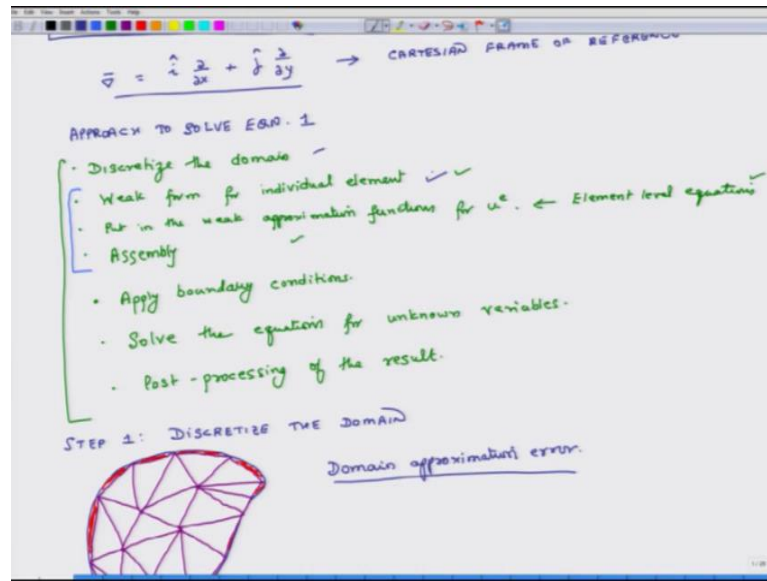 ∇̄ = î ∂/∂x + ĵ ∂/∂y → CARTESIAN FRAME OF REFERENCE
APPROACH TO SOLVE EQN. 1
· Discretize the domain
· Weak form for individual element
· Put in the weak approximation functions for uᵉ. ← Element level equations
· Assembly
· Apply boundary conditions.
· Solve the equation for unknown variables.
· Post-processing of the result.
STEP 1: DISCRETIZE THE DOMAIN
Domain approximation error.